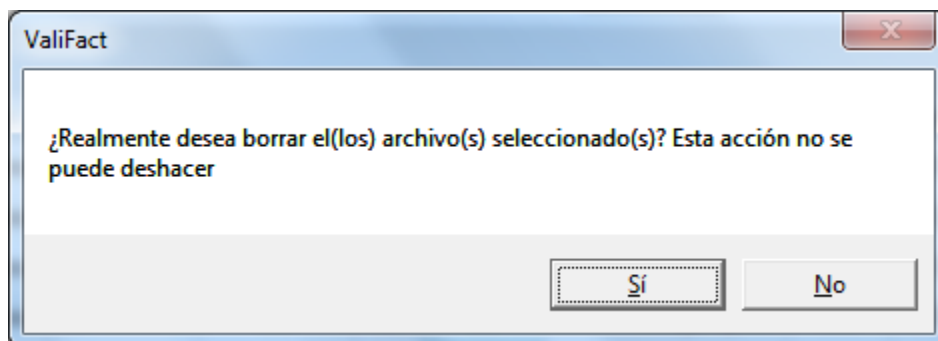 ValiFact
¿Realmente desea borrar el(los) archivo(s) seleccionado(s)? Esta acción no se
puede deshacer
Sí
No